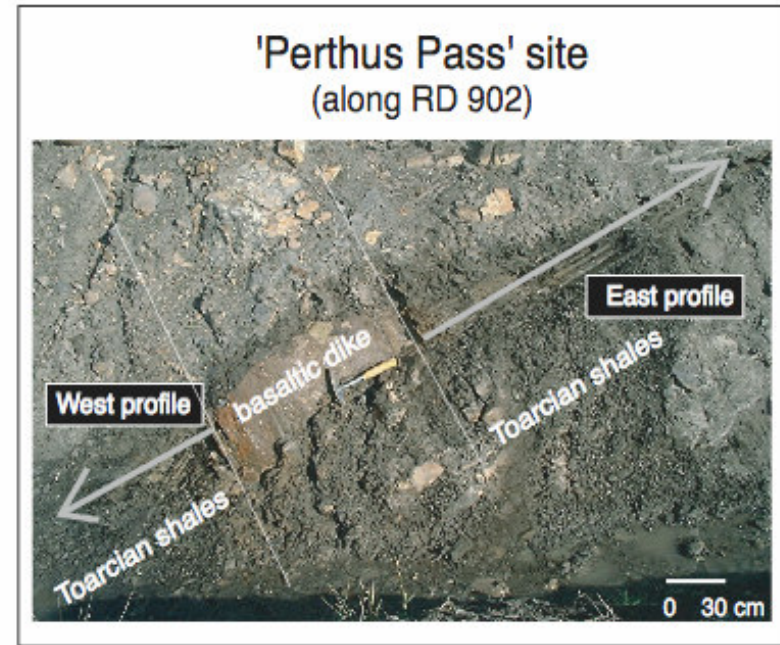 'Perthus Pass' site
(along RD 902)
East profile
basaltic dike
West profile
Toarcian shales
Toarcian shales
0 30 cm